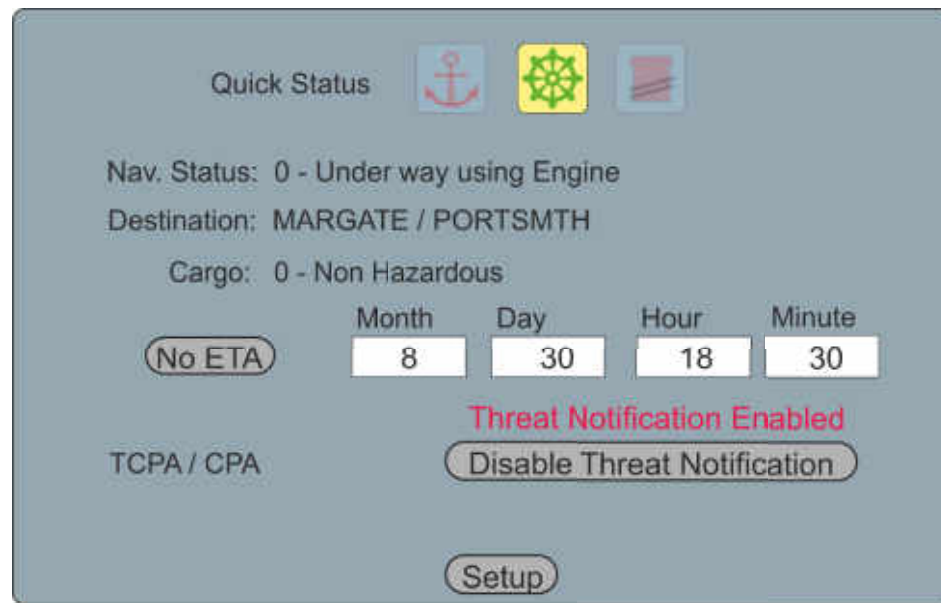 Quick Status
Nav. Status: 0 - Under way using Engine
Destination: MARGATE / PORTSMTH
Cargo: 0 - Non Hazardous
Month Day Hour Minute
No ETA 8 30 18 30
Threat Notification Enabled
TCPA / CPA Disable Threat Notification
Setup